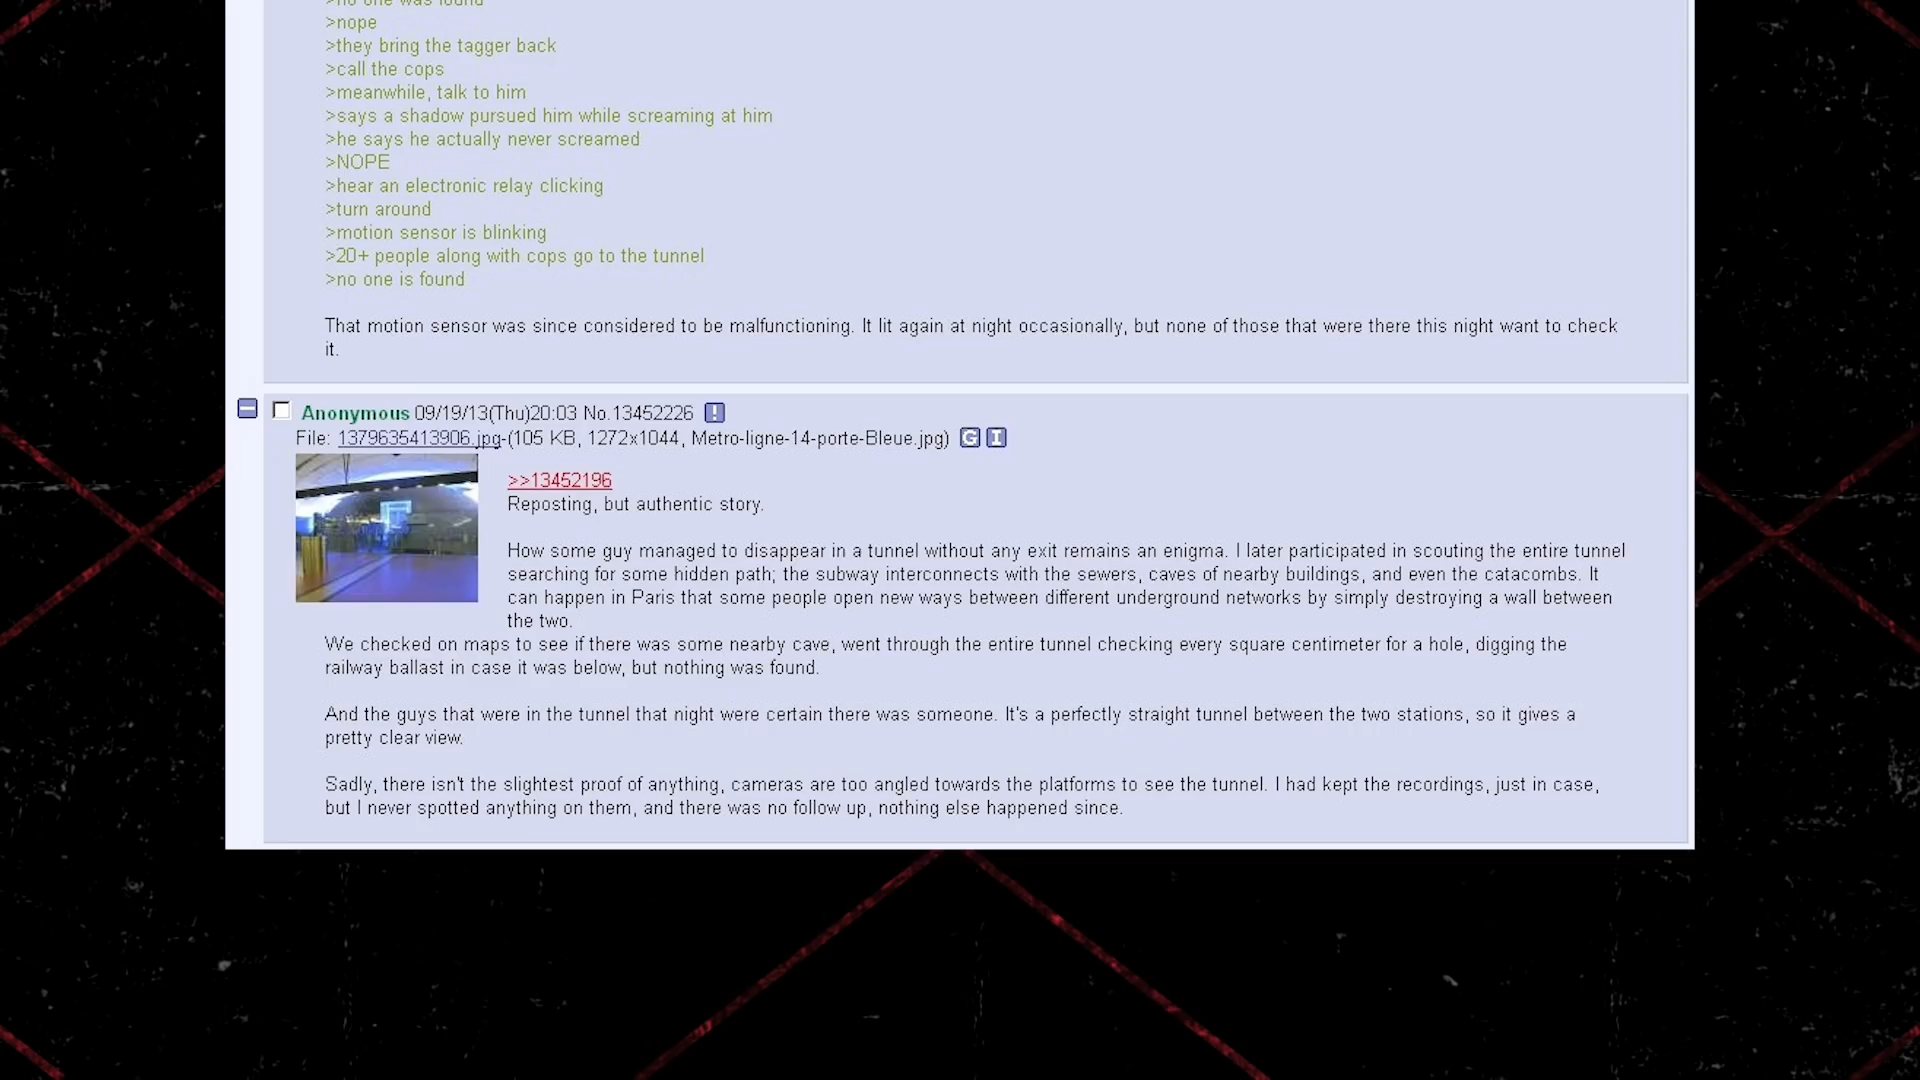 >no one was found
>nope
>they bring the tagger back
>call the cops
>meanwhile, talk to him
>says a shadow pursued him while screaming at him
>he says he actually never screamed
>NOPE
>hear an electronic relay clicking
>turn around
>motion sensor is blinking
>20+ people along with cops go to the tunnel
>no one is found
That motion sensor was since considered to be malfunctioning. It lit again at night occasionally, but none of those that were there this night want to check
it.
Anonymous 09/19/13(Thu)20:03 No.13452226 !
File: 1379635413906.jpg-(105 KB, 1272x1044, Metro-ligne-14-porte-Bleue.jpg) G I
>>13452196
Reposting, but authentic story.
How some guy managed to disappear in a tunnel without any exit remains an enigma. I later participated in scouting the entire tunnel
searching for some hidden path; the subway interconnects with the sewers, caves of nearby buildings, and even the catacombs. It
can happen in Paris that some people open new ways between different underground networks by simply destroying a wall between
the two.
We checked on maps to see if there was some nearby cave, went through the entire tunnel checking every square centimeter for a hole, digging the
railway ballast in case it was below, but nothing was found.
And the guys that were in the tunnel that night were certain there was someone. It's a perfectly straight tunnel between the two stations, so it gives a
pretty clear view.
Sadly, there isn't the slightest proof of anything, cameras are too angled towards the platforms to see the tunnel. I had kept the recordings, just in case,
but I never spotted anything on them, and there was no follow up, nothing else happened since.